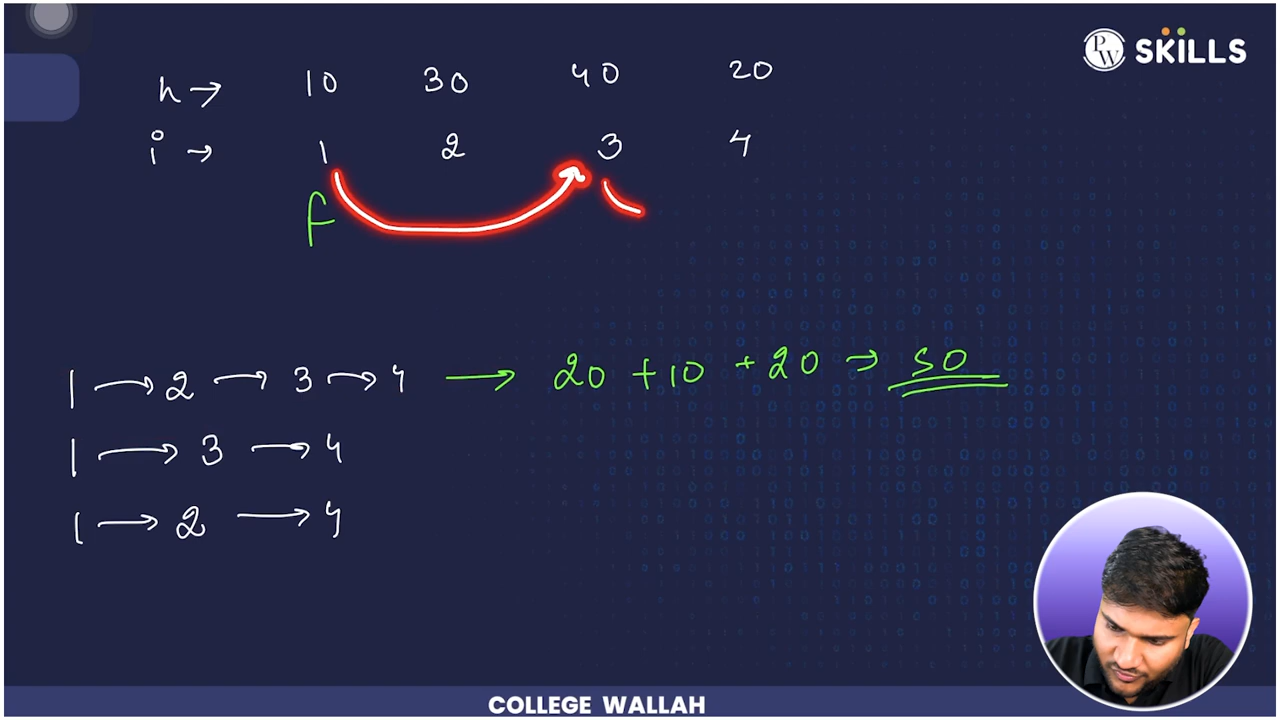 PW SKILLS
h → 10 30 40 20
i → 1 2 3 4
f
1 → 2 → 3 → 4 → 20 + 10 + 20 → 50
1 → 3 → 4
1 → 2 → 4
COLLEGE WALLAH